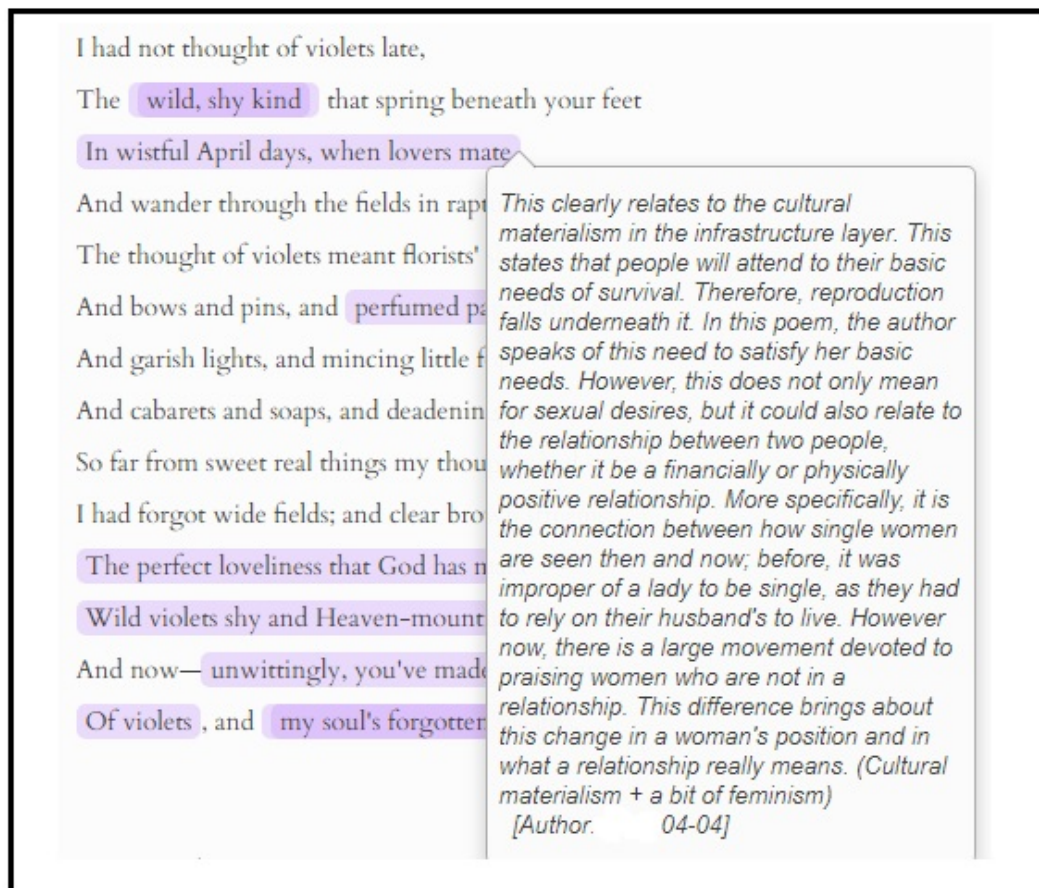 I had not thought of violets late,
The wild, shy kind that spring beneath your feet
In wistful April days, when lovers mate
And wander through the fields in
The thought of violets meant florists'
And bows and pins, and perfumed
And garish lights, and mincing little
And cabarets and soaps, and
So far from sweet real things my
I had forgot wide fields; and clear
The perfect loveliness that God has
Wild violets shy and
And now—unwittingly, you've
Of violets, and my soul's
This clearly relates to the cultural
materialism in the infrastructure layer. This
states that people will attend to their basic
needs of survival. Therefore, reproduction
falls underneath it. In this poem, the author
speaks of this need to satisfy her basic
needs. However, this does not only mean
for sexual desires, but it could also relate to
the relationship between two people,
whether it be a financially or physically
positive relationship. More specifically, it is
the connection between how single women
are seen then and now; before, it was
improper of a lady to be single, as they had
to rely on their husband's to live. However
now, there is a large movement devoted to
praising women who are not in a
relationship. This difference brings about
this change in a woman's position and in
what a relationship really means. (Cultural
materialism + a bit of feminism)
[Author. 04-04]